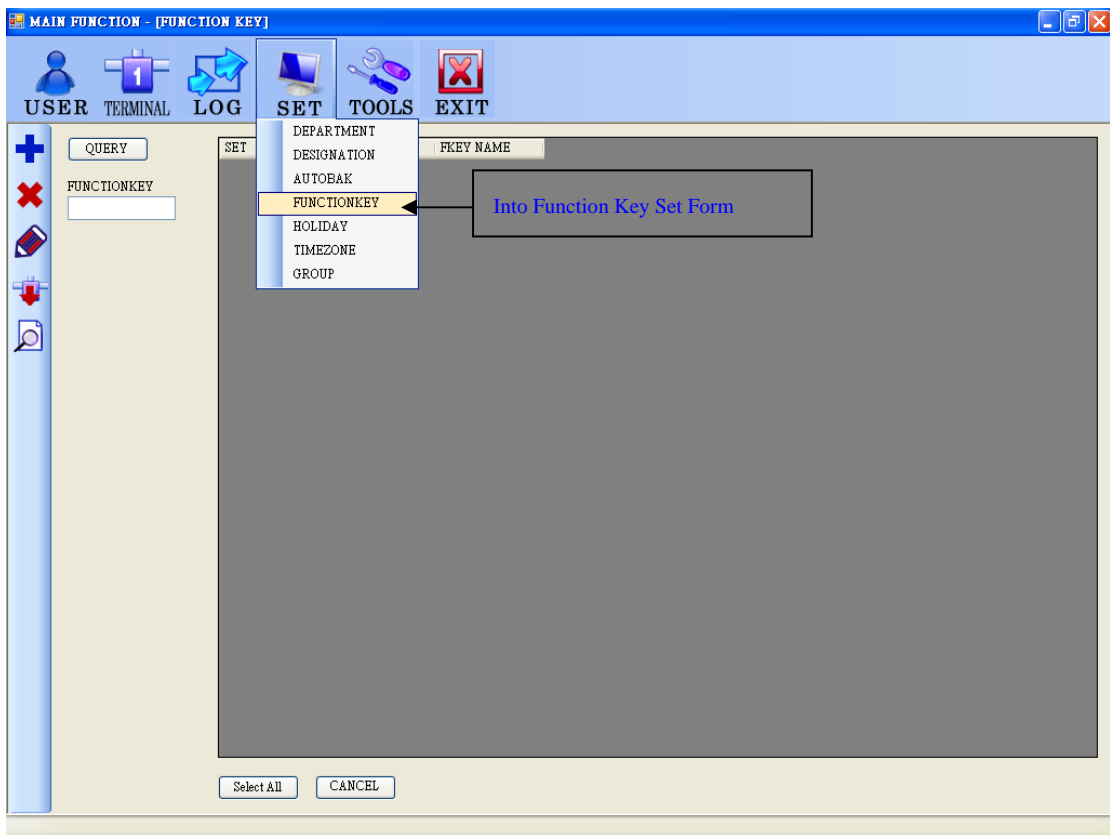 MAIN FUNCTION - [FUNCTION KEY]
USER TERMINAL LOG SET TOOLS EXIT
1
DEPARTMENT
DESIGNATION
AUTOBAK
FUNCTIONKEY
HOLIDAY
TIMEZONE
GROUP
QUERY
FUNCTIONKEY
SET FKEY NAME
Into Function Key Set Form
Select All CANCEL